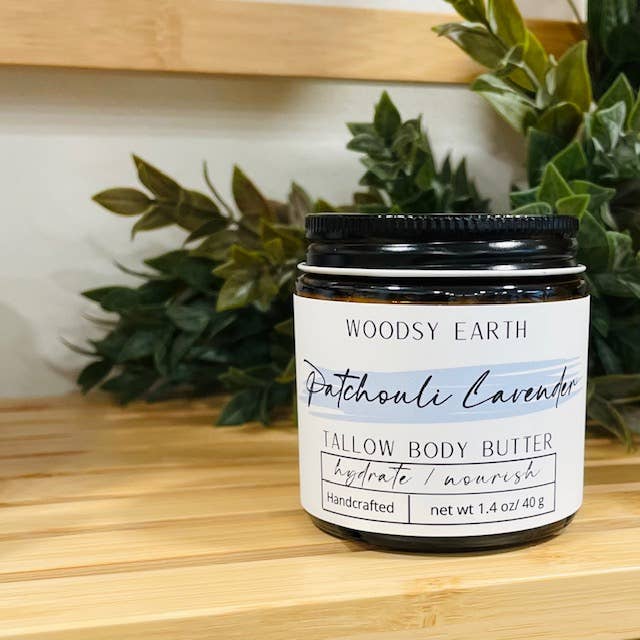 WOODSY EARTH
Patchouli Lavender
TALLOW BODY BUTTER
hydrate / nourish
Handcrafted
net wt 1.4 oz/ 40 g